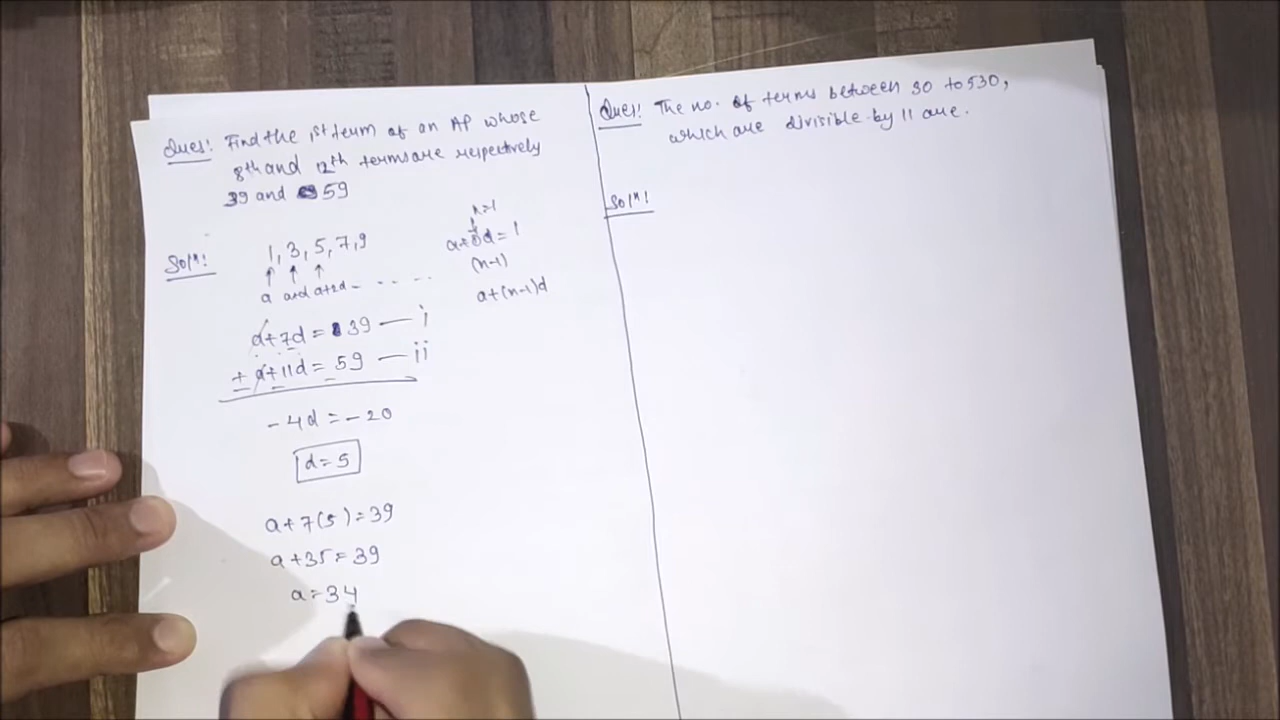 Ques! Find the 1st term of an AP whose
8th and 12th terms are respectively
39 and 59
Soln!
1, 3, 5, 7, 9
a a+d a+2d - - - - -
n=1
a+0d = 1
(n-1)
a+(n-1)d
a+7d = 39 — i
+ a+11d = 59 — ii
-4d = -20
d=5
a+7(5)=39
a+35=39
a=34
Ques! The no. of terms between 30 to 530,
which are divisible by 11 are.
Soln!